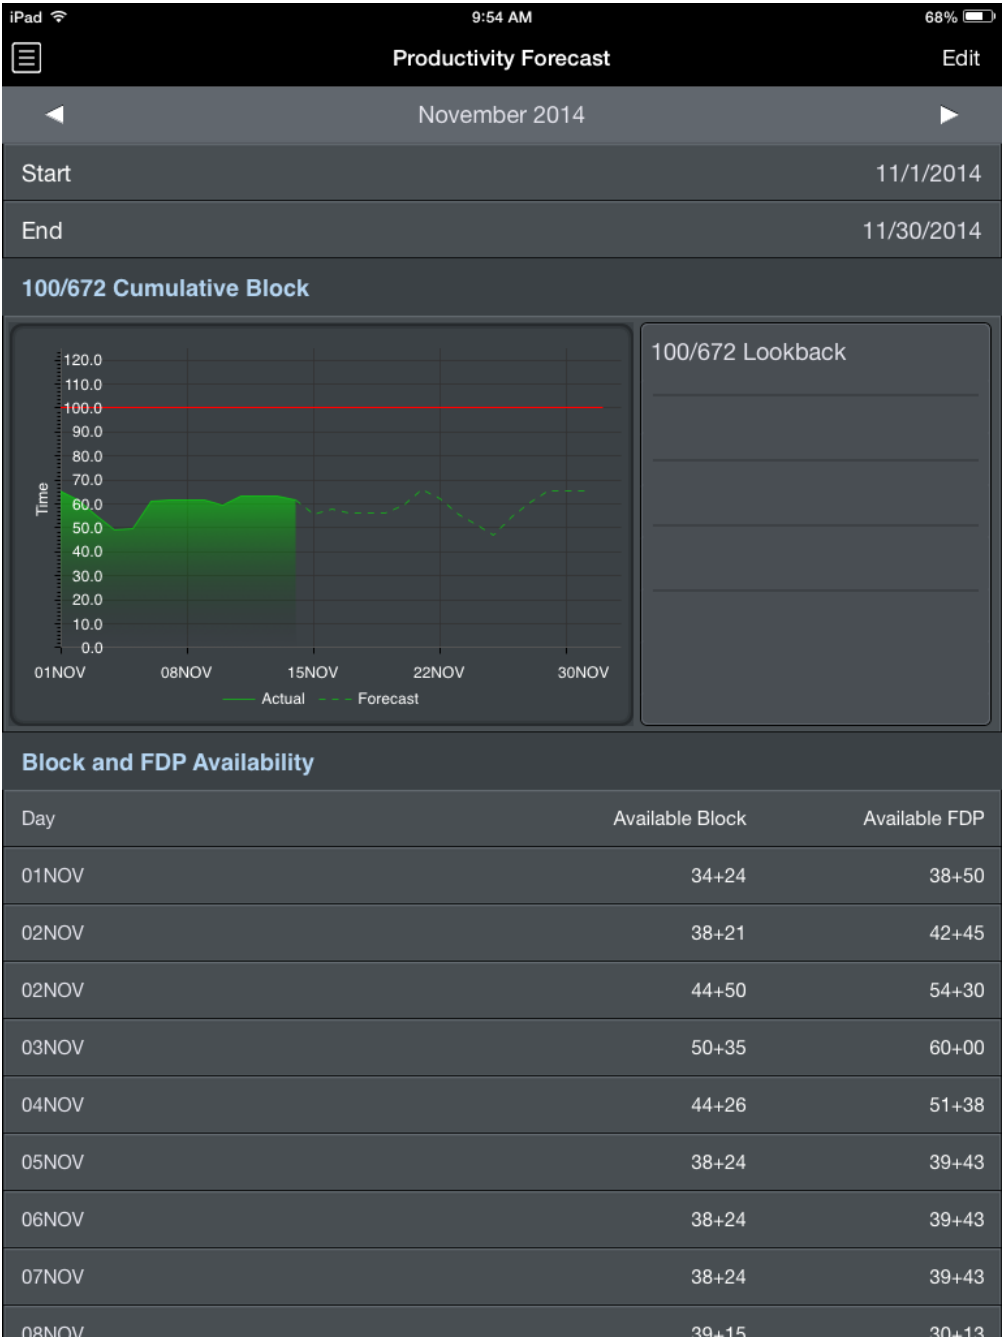 iPad 9:54 AM 68%
Productivity Forecast Edit
November 2014
Start 11/1/2014
End 11/30/2014
100/672 Cumulative Block
100/672 Lookback
Time
120.0
110.0
100.0
90.0
80.0
70.0
60.0
50.0
40.0
30.0
20.0
10.0
0.0
01NOV 08NOV 15NOV 22NOV 30NOV
Actual Forecast
Block and FDP Availability
Day Available Block Available FDP
01NOV 34+24 38+50
02NOV 38+21 42+45
02NOV 44+50 54+30
03NOV 50+35 60+00
04NOV 44+26 51+38
05NOV 38+24 39+43
06NOV 38+24 39+43
07NOV 38+24 39+43
08NOV 39+15 30+13